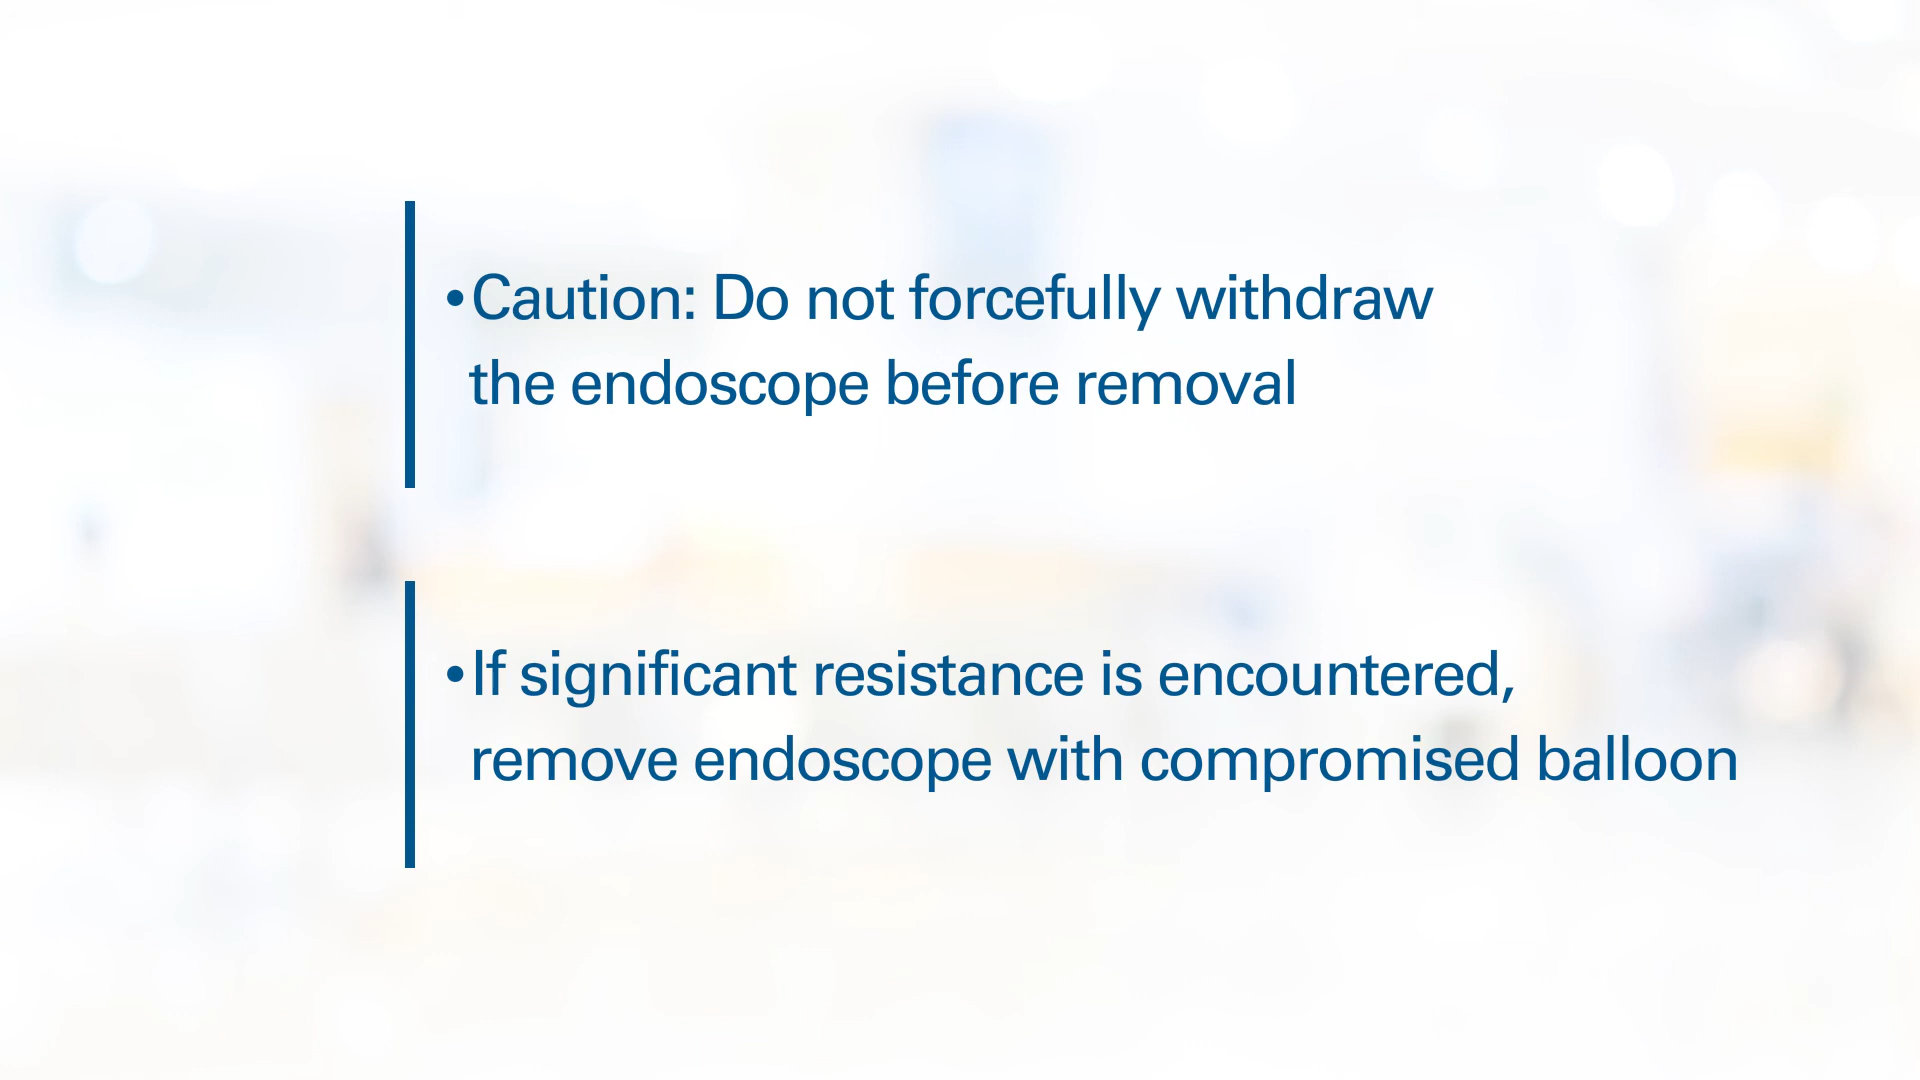 •Caution: Do not forcefully withdraw
the endoscope before removal
•If significant resistance is encountered,
remove endoscope with compromised balloon